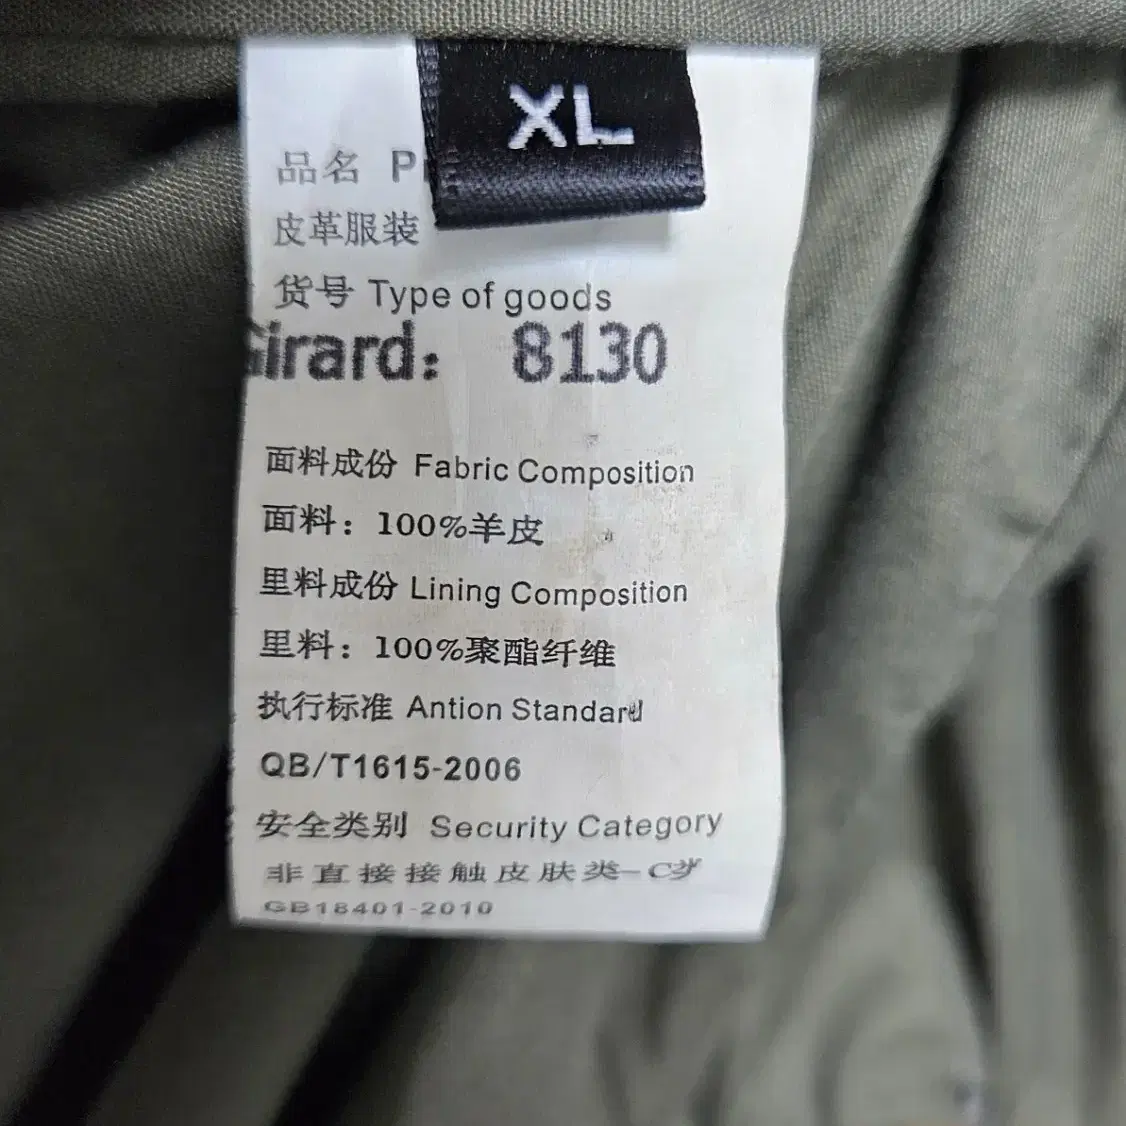 XL
品名
皮革服装
货号 Type of goods
Girard: 8130
面料成份 Fabric Composition
面料: 100%羊皮
里料成份 Lining Composition
里料: 100%聚酯纤维
执行标准 Antion Standard
QB/T1615-2006
安全类别 Security Category
非直接接触皮肤类-C
GB18401-2010